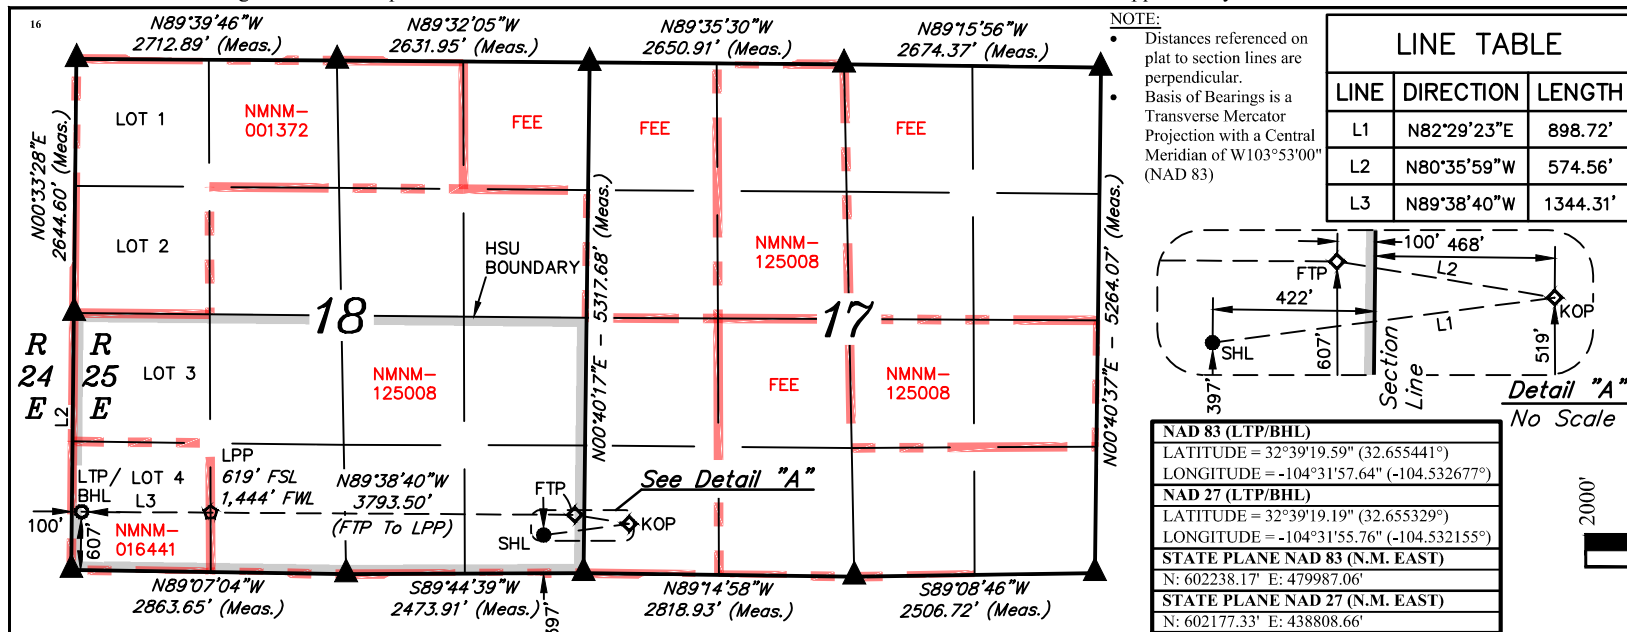 16
N89°39'46"W
2712.89' (Meas.)
N89°32'05"W
2631.95' (Meas.)
N89°35'30"W
2650.91' (Meas.)
N89°15'56"W
2674.37' (Meas.)
N00°33'28"E
2644.60' (Meas.)
LOT 1
NMNM-
001372
FEE
FEE
FEE
LOT 2
HSU
BOUNDARY
NMNM-
125008
18
17
N00°40'17"E - 5317.68' (Meas.)
N00°40'37"E - 5264.07' (Meas.)
R
24
E
R
25
E
L2
LOT 3
NMNM-
125008
FEE
NMNM-
125008
LTP/
BHL
LOT 4
L3
LPP
619' FSL
1,444' FWL
N89°38'40"W
3793.50'
(FTP To LPP)
FTP
See Detail "A"
KOP
SHL
100'
607'
NMNM-
016441
N89°07'04"W
2863.65' (Meas.)
S89°44'39"W
2473.91' (Meas.)
397'
N89°14'58"W
2818.93' (Meas.)
S89°08'46"W
2506.72' (Meas.)
NOTE:
• Distances referenced on
plat to section lines are
perpendicular.
• Basis of Bearings is a
Transverse Mercator
Projection with a Central
Meridian of W103°53'00"
(NAD 83)
LINE TABLE
LINE DIRECTION LENGTH
L1 N82°29'23"E 898.72'
L2 N80°35'59"W 574.56'
L3 N89°38'40"W 1344.31'
100'
468'
FTP
L2
422'
KOP
L1
SHL
607'
519'
397'
Section
Line
Detail "A"
No Scale
NAD 83 (LTP/BHL)
LATITUDE = 32°39'19.59" (32.655441°)
LONGITUDE = -104°31'57.64" (-104.532677°)
NAD 27 (LTP/BHL)
LATITUDE = 32°39'19.19" (32.655329°)
LONGITUDE = -104°31'55.76" (-104.532155°)
STATE PLANE NAD 83 (N.M. EAST)
N: 602238.17' E: 479987.06'
STATE PLANE NAD 27 (N.M. EAST)
N: 602177.33' E: 438808.66'
2000'